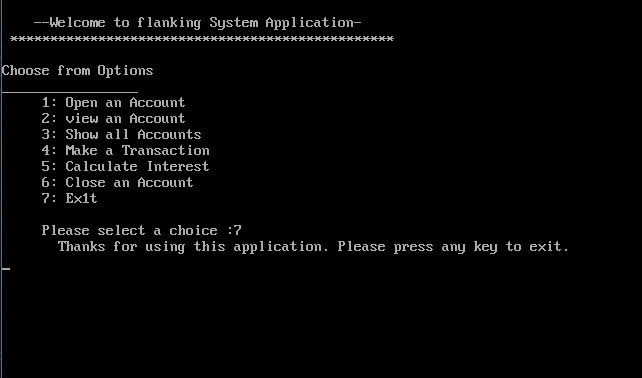 --Welcome to flanking System Application-
************************************************
Choose from Options
_________________
1: Open an Account
2: view an Account
3: Show all Accounts
4: Make a Transaction
5: Calculate Interest
6: Close an Account
7: Ex1t
Please select a choice :7
Thanks for using this application. Please press any key to exit.